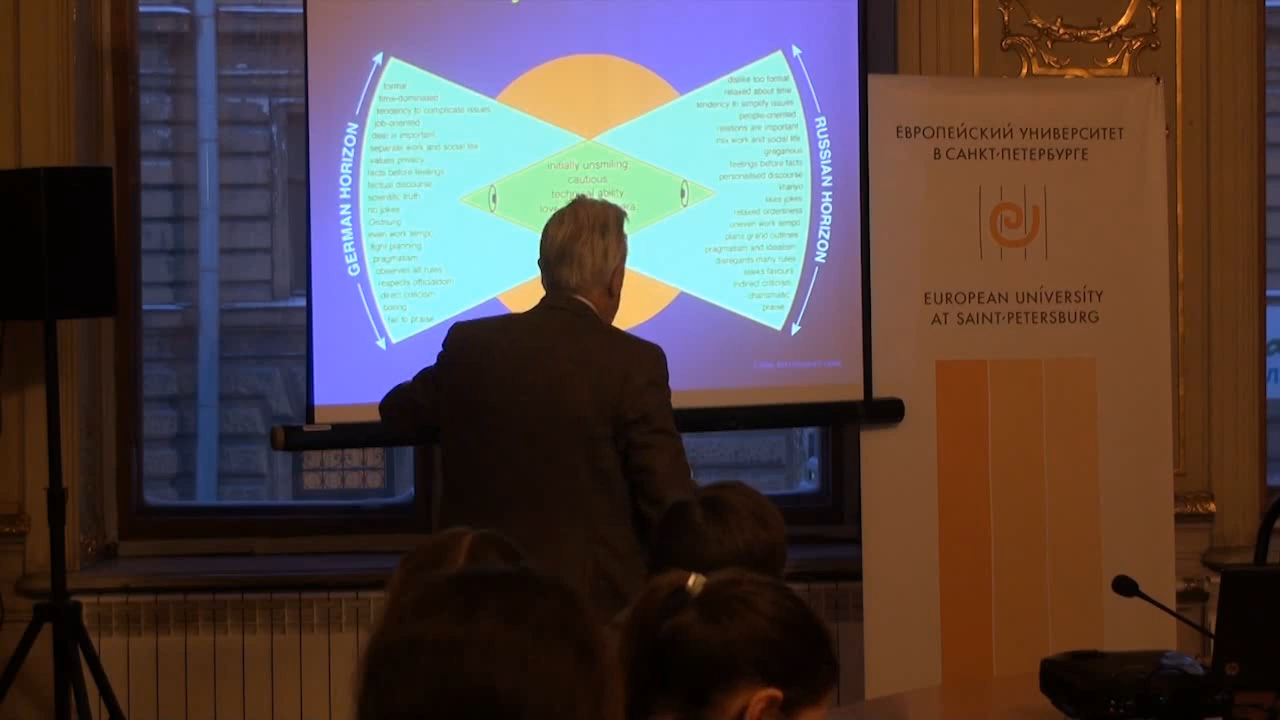 GERMAN HORIZON
formal
time-dominated
tendency to complicate issues
job-oriented
deal is important
separate work and social life
values privacy
facts before feelings
factual discourse
scientific truth
no jokes
Ordnung
even work tempo
tight planning
pragmatism
observes all rules
respects officialdom
direct criticism
boring
fail to praise
initially unsmiling
cautious
technical ability
love
RUSSIAN HORIZON
dislike too formal
relaxed about time
tendency to simplify issues
people-oriented
relations are important
mix work and social life
gregarious
feelings before facts
personalised discourse
Vranyo
likes jokes
relaxed orderliness
uneven work tempo
plans grand outlines
pragmatism and idealism
disregards many rules
seeks favours
indirect criticism
charismatic
praise
ЕВРОПЕЙСКИЙ УНИВЕРСИТЕТ
В САНКТ-ПЕТЕРБУРГЕ
EUROPEAN UNIVERSITY
AT SAINT-PETERSBURG